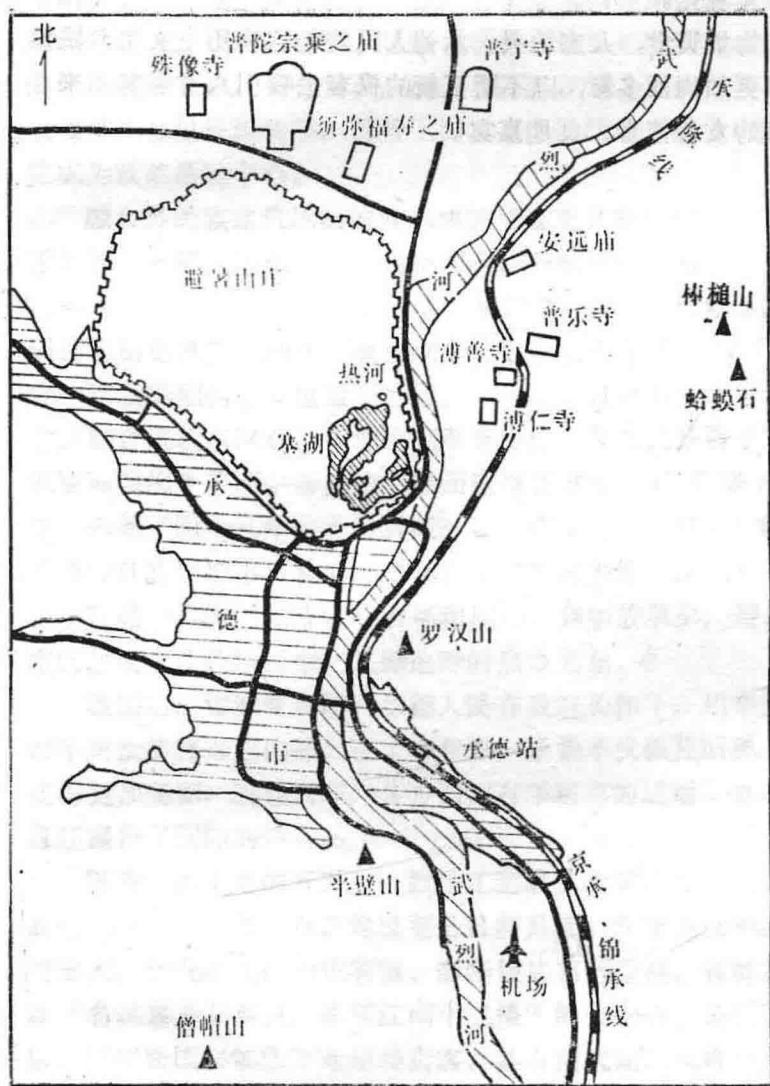 北
普陀宗乘之庙
殊像寺
普宁寺
须弥福寿之庙
武
烈
河
承
隆
线
安远庙
避暑山庄
棒槌山
普乐寺
溥善寺
热河
蛤蟆石
溥仁寺
塞湖
承
德
市
罗汉山
承德站
半壁山
武
烈
河
机场
京承
锦承线
僧帽山